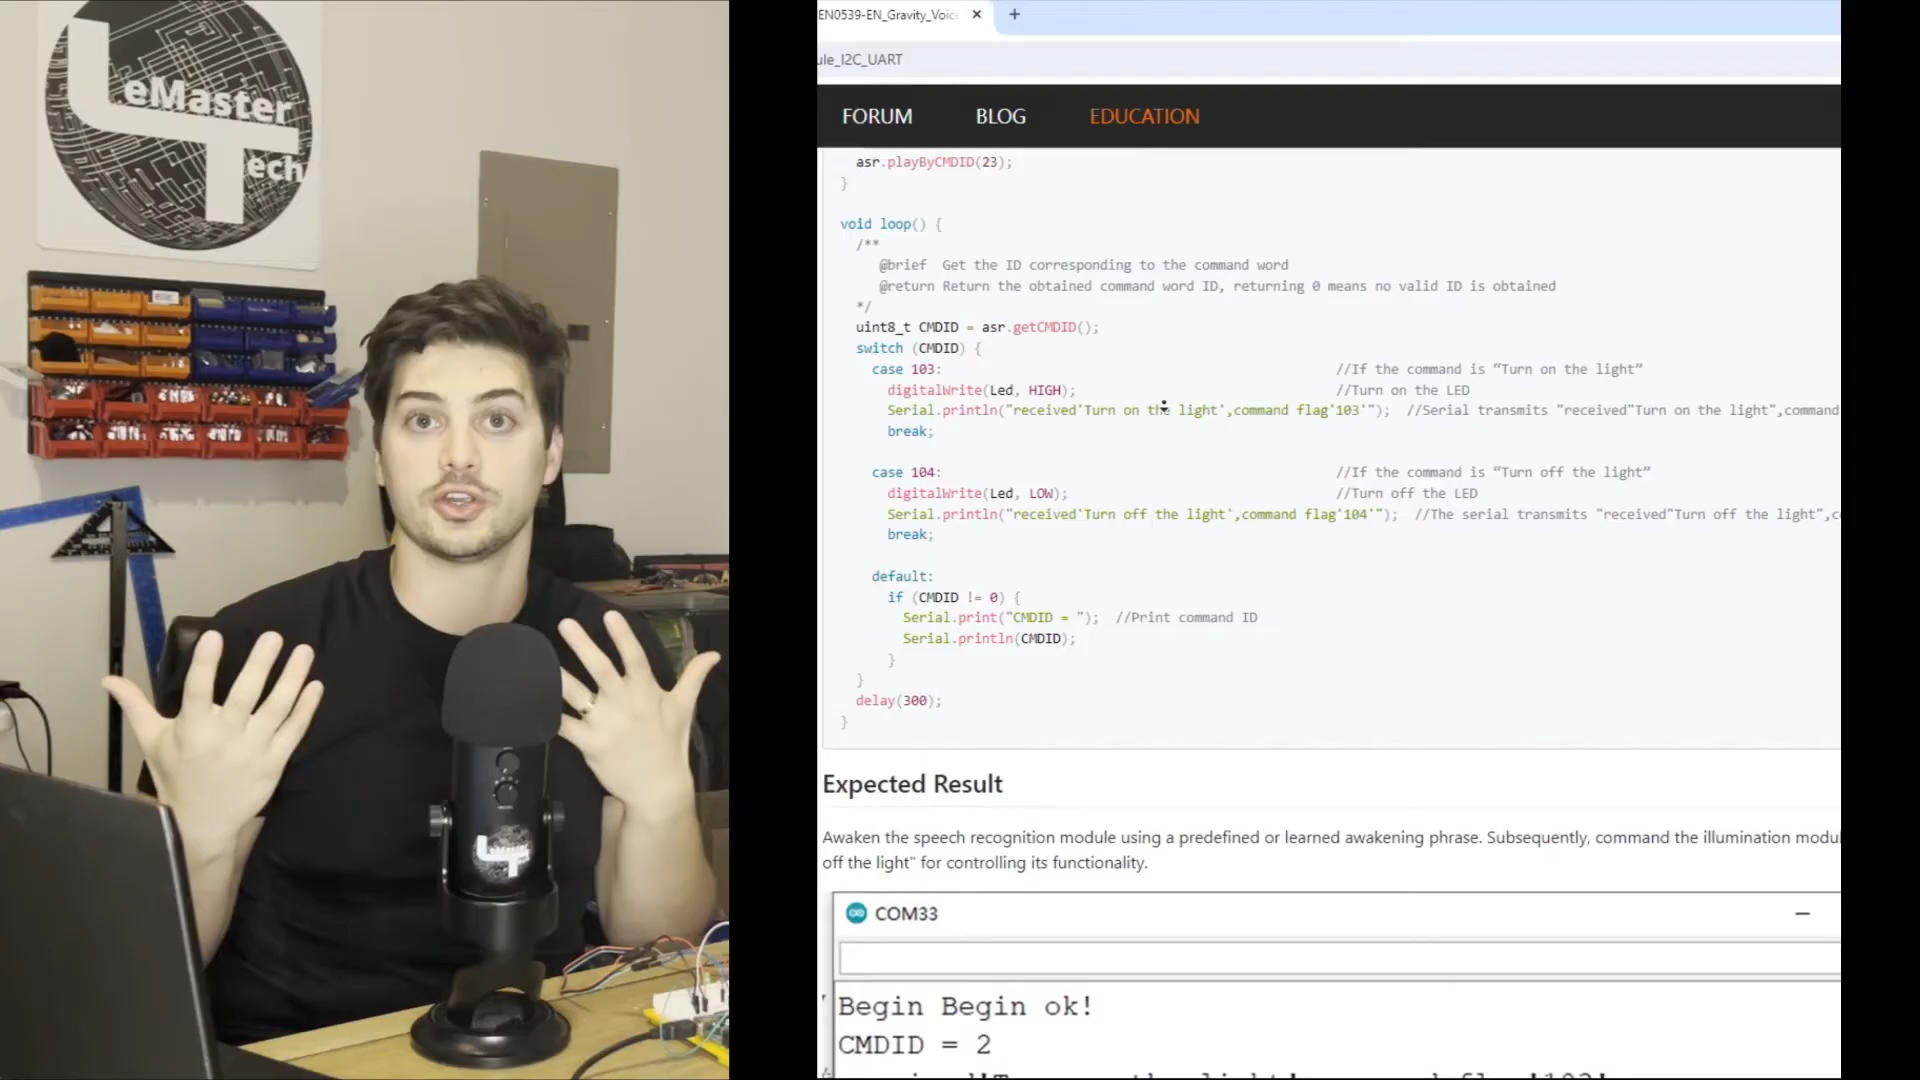 LeMaster
Tech
EN0539-EN_Gravity_Voic
ule_I2C_UART
FORUM BLOG EDUCATION
asr.playByCMDID(23);
}
void loop() {
/**
@brief Get the ID corresponding to the command word
@return Return the obtained command word ID, returning 0 means no valid ID is obtained
*/
uint8_t CMDID = asr.getCMDID();
switch (CMDID) {
case 103: //If the command is “Turn on the light”
digitalWrite(Led, HIGH); //Turn on the LED
Serial.println("received'Turn on the light',command flag'103'"); //Serial transmits "received"Turn on the light",command
break;
case 104: //If the command is “Turn off the light”
digitalWrite(Led, LOW); //Turn off the LED
Serial.println("received'Turn off the light',command flag'104'"); //The serial transmits "received"Turn off the light",c
break;
default:
if (CMDID != 0) {
Serial.print("CMDID = "); //Print command ID
Serial.println(CMDID);
}
}
delay(300);
}
Expected Result
Awaken the speech recognition module using a predefined or learned awakening phrase. Subsequently, command the illumination modu
off the light" for controlling its functionality.
COM33
Begin Begin ok!
CMDID = 2
LT